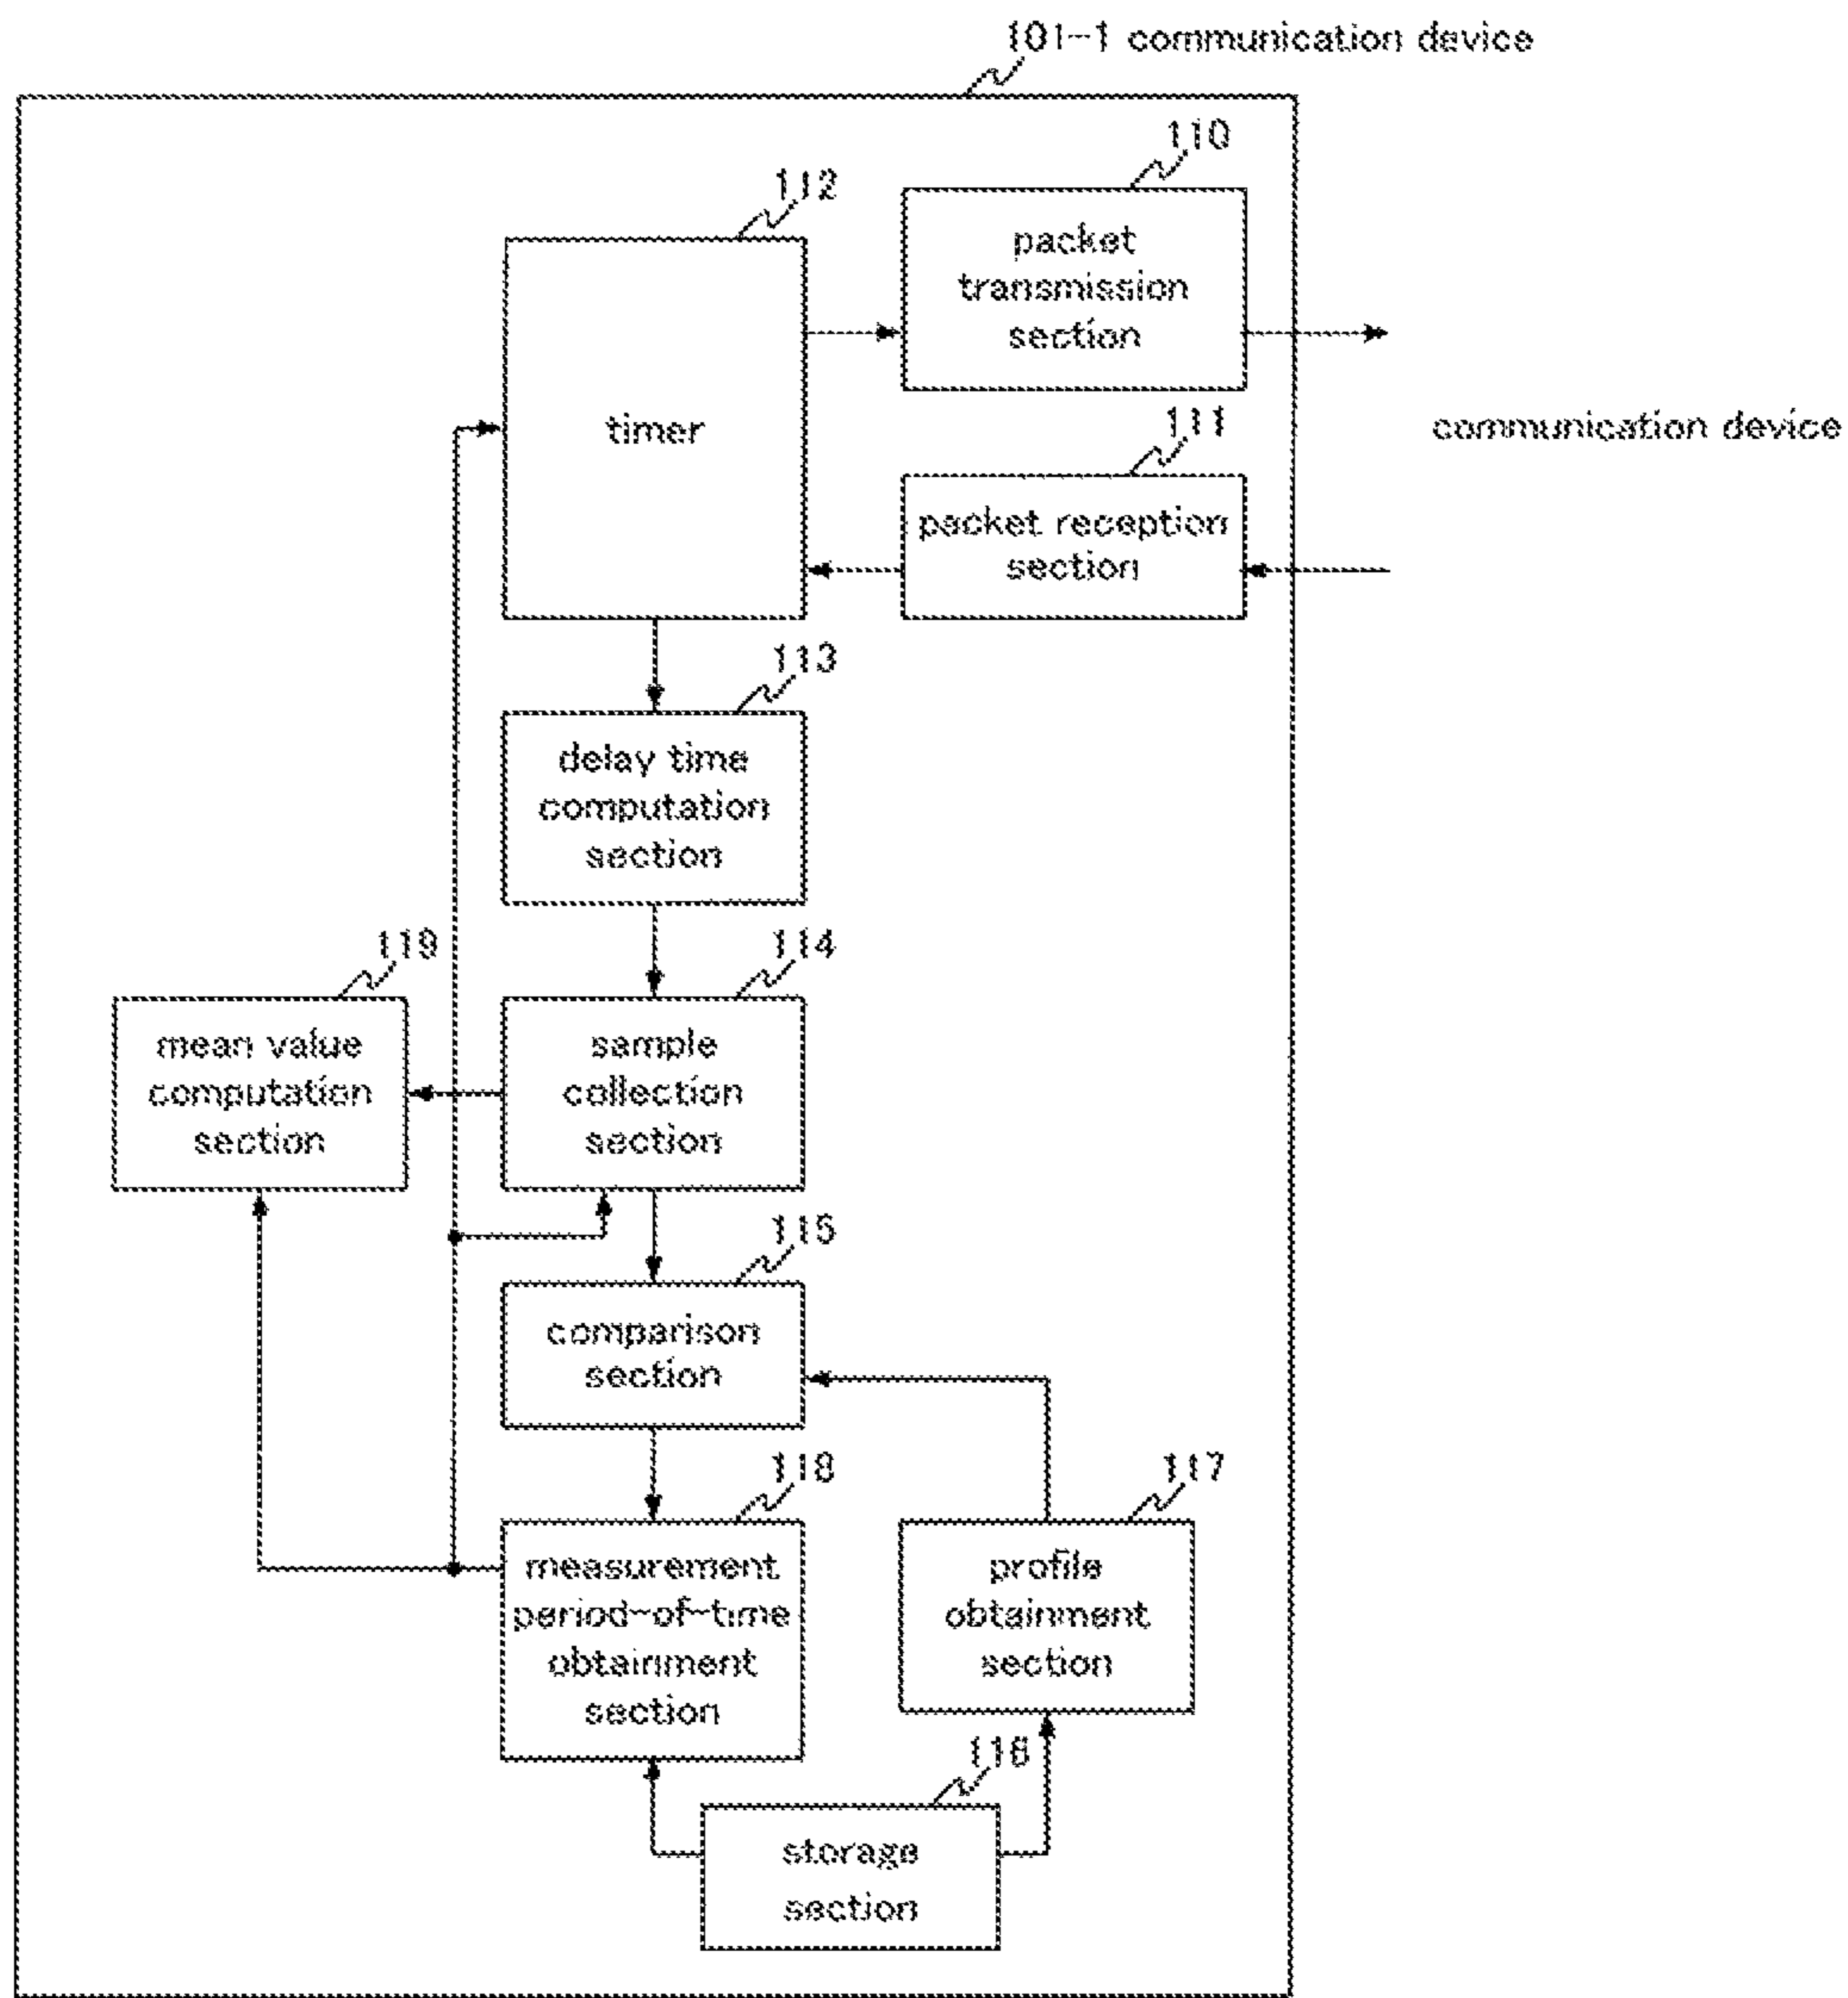 101-1 communication device
110
packet
transmission
section
112
timer
communication device
111
packet reception
section
113
delay time
computation
section
119
mean value
computation
section
114
sample
collection
section
115
comparison
section
118
measurement
period-of-time
obtainment
section
117
profile
obtainment
section
116
storage
section